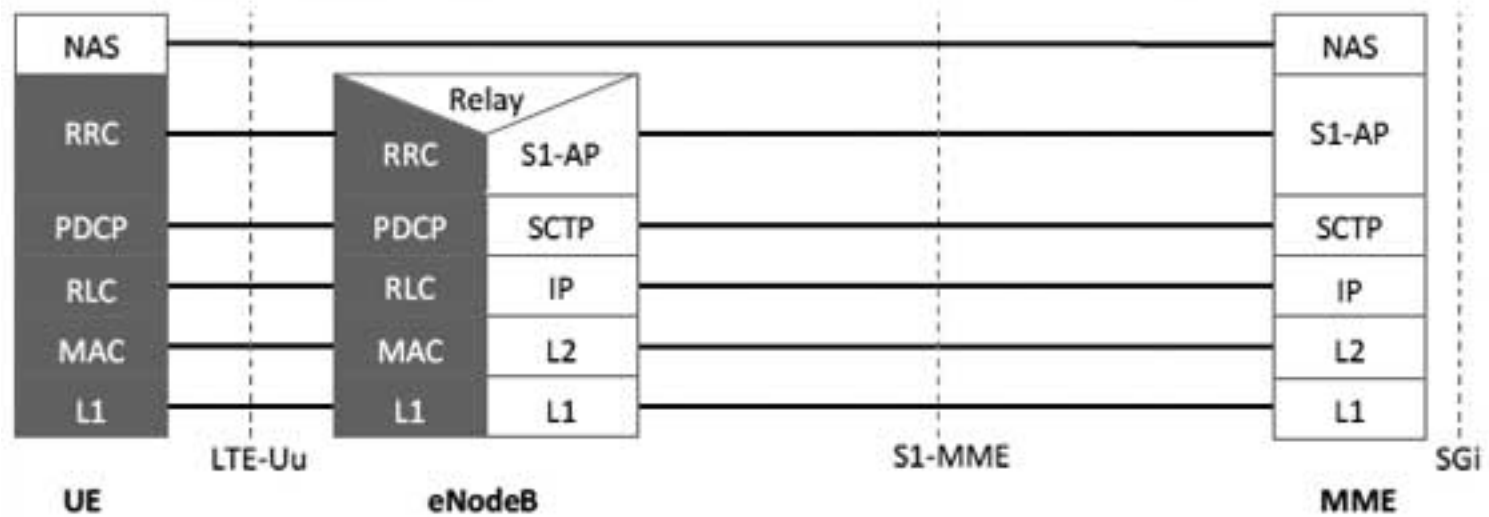 NAS
NAS
Relay
RRC
RRC
S1-AP
S1-AP
PDCP
PDCP
SCTP
SCTP
RLC
RLC
IP
IP
MAC
MAC
L2
L2
L1
L1
L1
L1
LTE-Uu
S1-MME
SGi
UE
eNodeB
MME